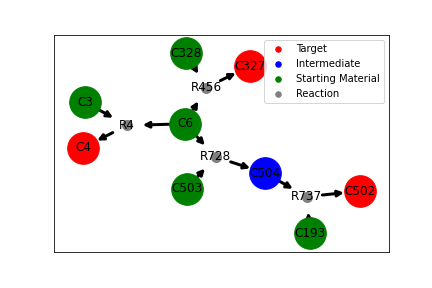 C328
C327
Target
Intermediate
Starting Material
Reaction
R456
C3
R4
C6
C4
R728
C504
C503
R737
C502
C193